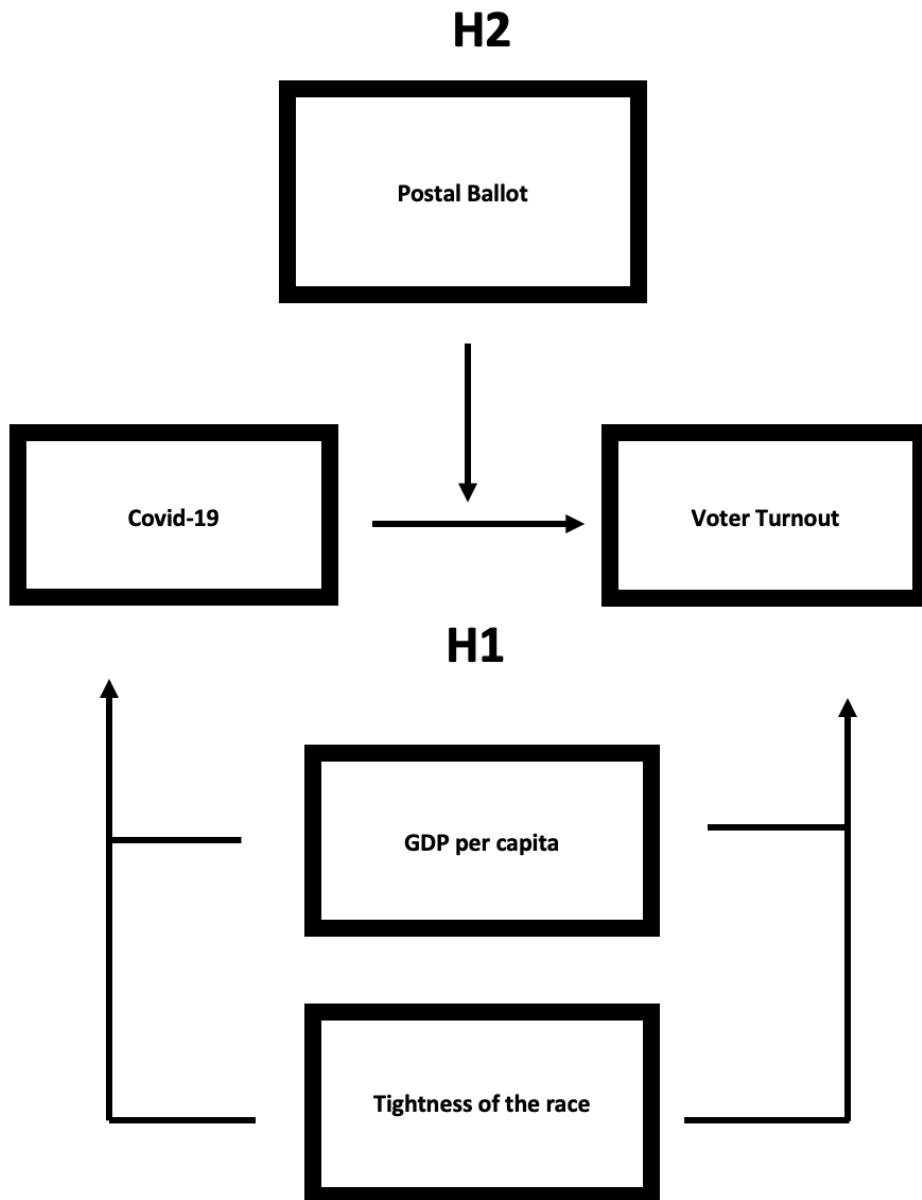 H2
Postal Ballot
Covid-19
Voter Turnout
H1
GDP per capita
Tightness of the race